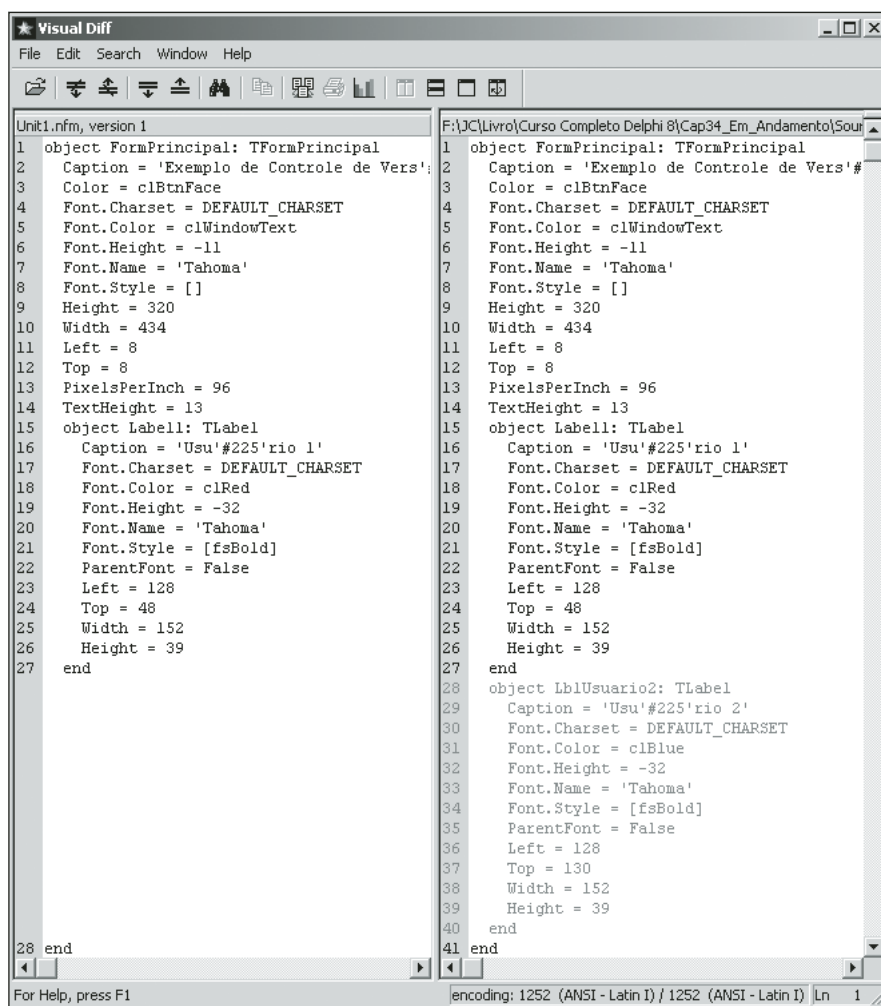 Visual Diff
File Edit Search Window Help
Unit1.nfm, version 1
1 object FormPrincipal: TFormPrincipal
2 Caption = 'Exemplo de Controle de Vers'
3 Color = clBtnFace
4 Font.Charset = DEFAULT_CHARSET
5 Font.Color = clWindowText
6 Font.Height = -11
7 Font.Name = 'Tahoma'
8 Font.Style = []
9 Height = 320
10 Width = 434
11 Left = 8
12 Top = 8
13 PixelsPerInch = 96
14 TextHeight = 13
15 object Label1: TLabel
16 Caption = 'Usu'#225'rio 1'
17 Font.Charset = DEFAULT_CHARSET
18 Font.Color = clRed
19 Font.Height = -32
20 Font.Name = 'Tahoma'
21 Font.Style = [fsBold]
22 ParentFont = False
23 Left = 128
24 Top = 48
25 Width = 152
26 Height = 39
27 end
28 end
F:\JC\Livro\Curso Completo Delphi 8\Cap34_Em_Andamento\Sour
1 object FormPrincipal: TFormPrincipal
2 Caption = 'Exemplo de Controle de Vers'#
3 Color = clBtnFace
4 Font.Charset = DEFAULT_CHARSET
5 Font.Color = clWindowText
6 Font.Height = -11
7 Font.Name = 'Tahoma'
8 Font.Style = []
9 Height = 320
10 Width = 434
11 Left = 8
12 Top = 8
13 PixelsPerInch = 96
14 TextHeight = 13
15 object Label1: TLabel
16 Caption = 'Usu'#225'rio 1'
17 Font.Charset = DEFAULT_CHARSET
18 Font.Color = clRed
19 Font.Height = -32
20 Font.Name = 'Tahoma'
21 Font.Style = [fsBold]
22 ParentFont = False
23 Left = 128
24 Top = 48
25 Width = 152
26 Height = 39
27 end
28 object LblUsuario2: TLabel
29 Caption = 'Usu'#225'rio 2'
30 Font.Charset = DEFAULT_CHARSET
31 Font.Color = clBlue
32 Font.Height = -32
33 Font.Name = 'Tahoma'
34 Font.Style = [fsBold]
35 ParentFont = False
36 Left = 128
37 Top = 130
38 Width = 152
39 Height = 39
40 end
41 end
For Help, press F1
encoding: 1252 (ANSI - Latin I) / 1252 (ANSI - Latin I) Ln 1